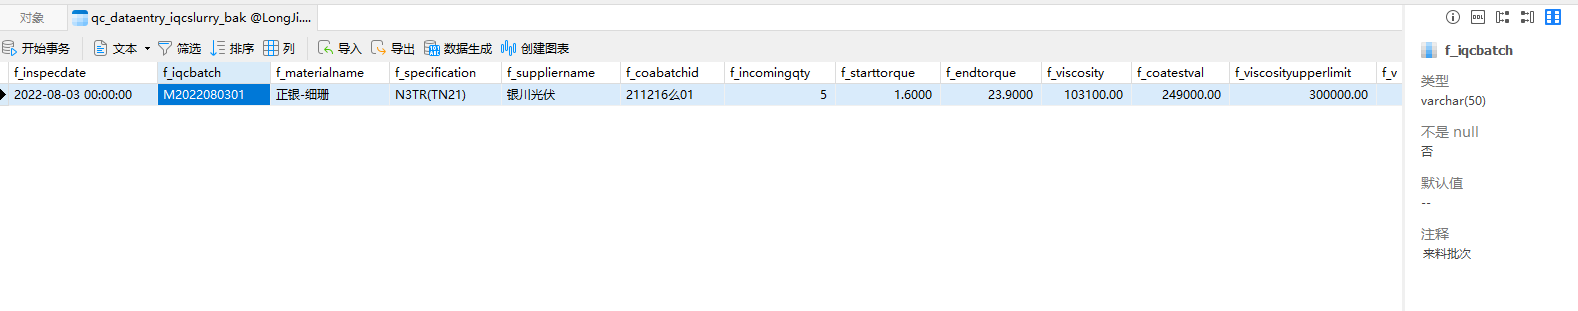 对象
qc_dataentry_iqcslurry_bak @LongJi....
开始事务 文本 筛选 排序 列 导入 导出 数据生成 创建图表
f_inspecdate f_iqcbatch f_materialname f_specification f_suppliername f_coabatchid f_incomingqty f_starttorque f_endtorque f_viscosity f_coatestval f_viscosityupperlimit f_v
2022-08-03 00:00:00 M2022080301 正银-细珊 N3TR(TN21) 银川光伏 211216么01 5 1.6000 23.9000 103100.00 249000.00 300000.00
DDL
f_iqcbatch
类型
varchar(50)
不是 null
否
默认值
--
注释
来料批次